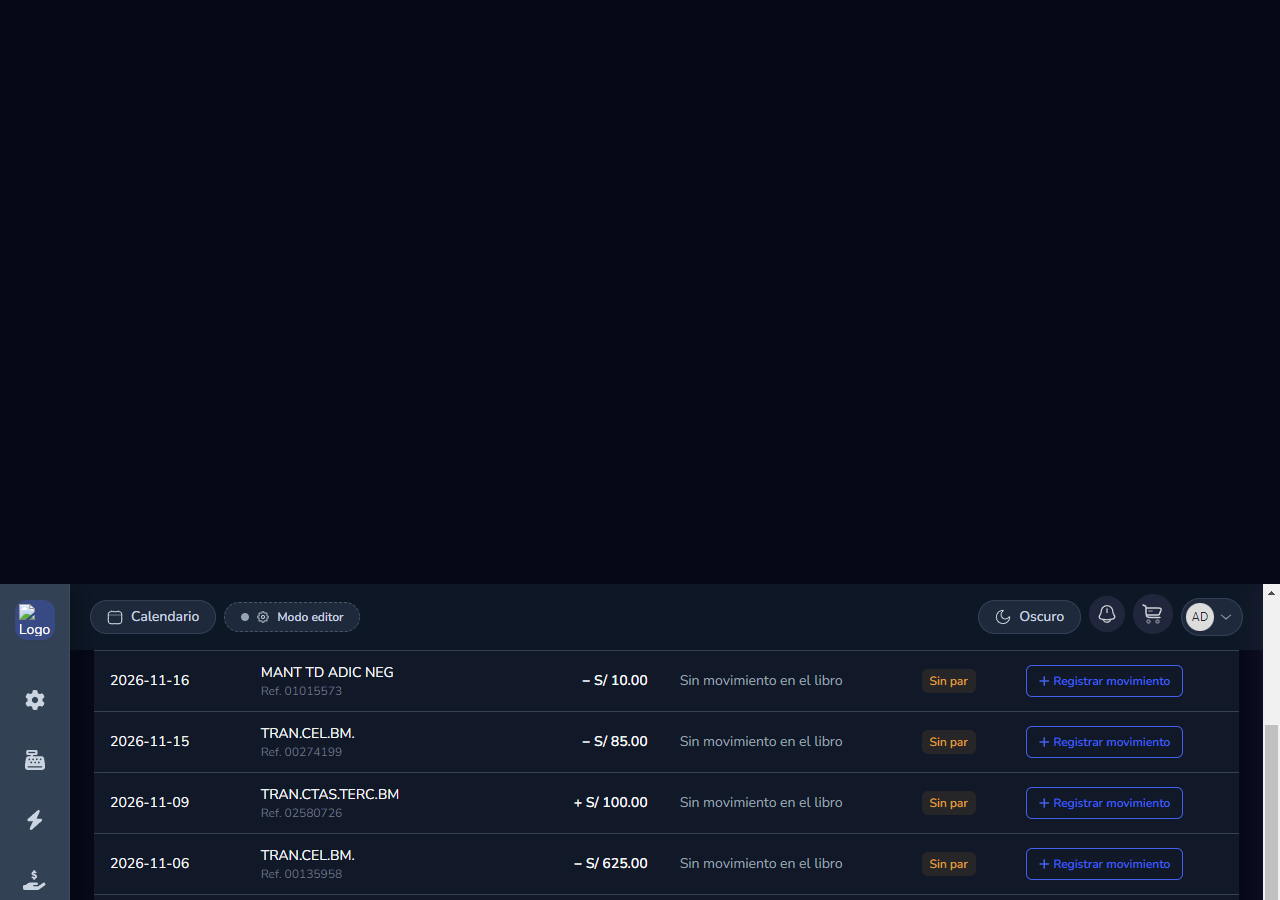 Logo
Calendario
Modo editor
Oscuro
AD
2026-11-16
MANT TD ADIC NEG
Ref. 01015573
– S/ 10.00
Sin movimiento en el libro
Sin par
+ Registrar movimiento
2026-11-15
TRAN.CEL.BM.
Ref. 00274199
– S/ 85.00
Sin movimiento en el libro
Sin par
+ Registrar movimiento
2026-11-09
TRAN.CTAS.TERC.BM
Ref. 02580726
+ S/ 100.00
Sin movimiento en el libro
Sin par
+ Registrar movimiento
2026-11-06
TRAN.CEL.BM.
Ref. 00135958
– S/ 625.00
Sin movimiento en el libro
Sin par
+ Registrar movimiento